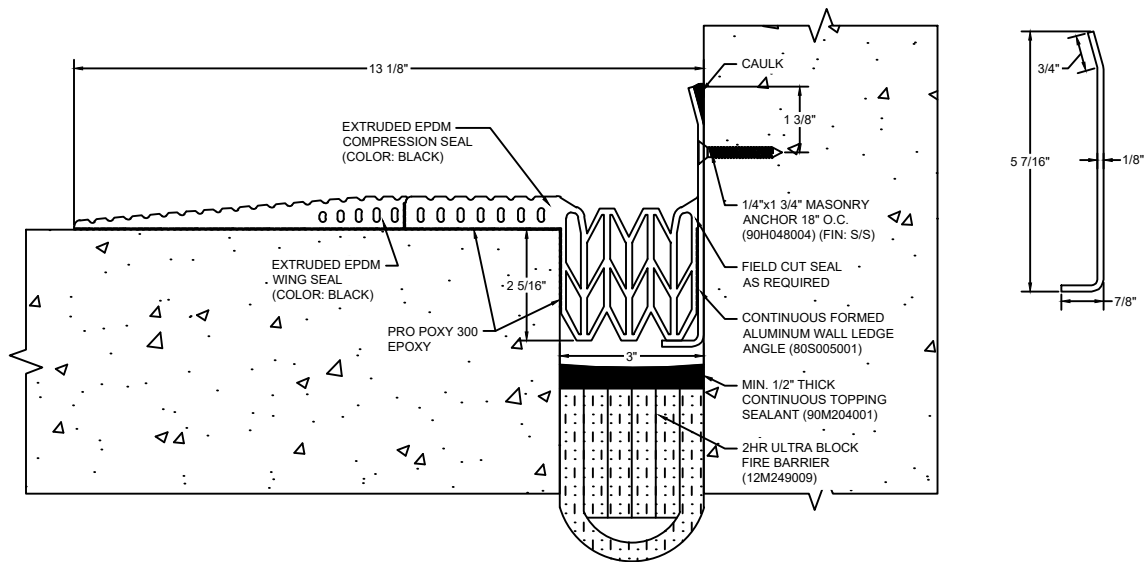 13 1/8"
CAULK
1 3/8"
3/4"
EXTRUDED EPDM
COMPRESSION SEAL
(COLOR: BLACK)
5 7/16"
1/8"
1/4"x1 3/4" MASONRY
ANCHOR 18" O.C.
(90H048004) (FIN: S/S)
EXTRUDED EPDM
WING SEAL
(COLOR: BLACK)
2 5/16"
FIELD CUT SEAL
AS REQUIRED
7/8"
PRO POXY 300
EPOXY
CONTINUOUS FORMED
ALUMINUM WALL LEDGE
ANGLE (80S005001)
3"
MIN. 1/2" THICK
CONTINUOUS TOPPING
SEALANT (90M204001)
2HR ULTRA BLOCK
FIRE BARRIER
(12M249009)